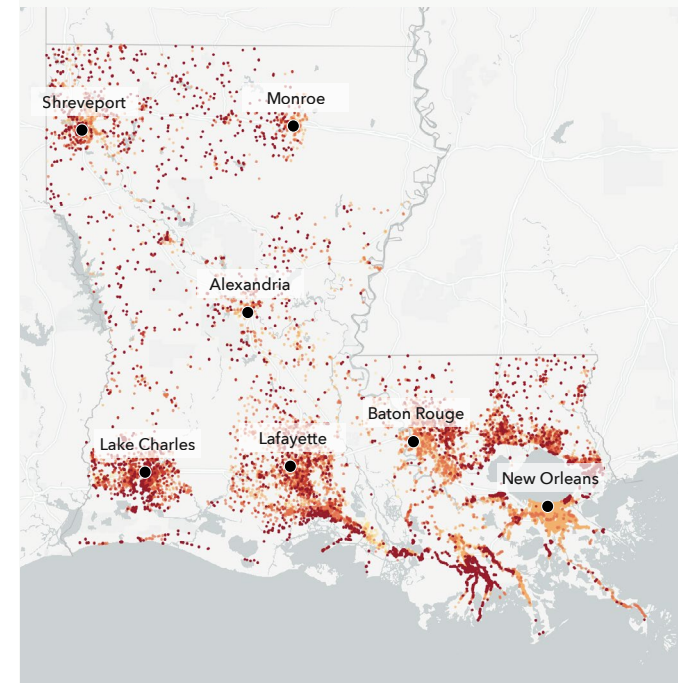 Shreveport
Monroe
Alexandria
Baton Rouge
Lafayette
Lake Charles
New Orleans